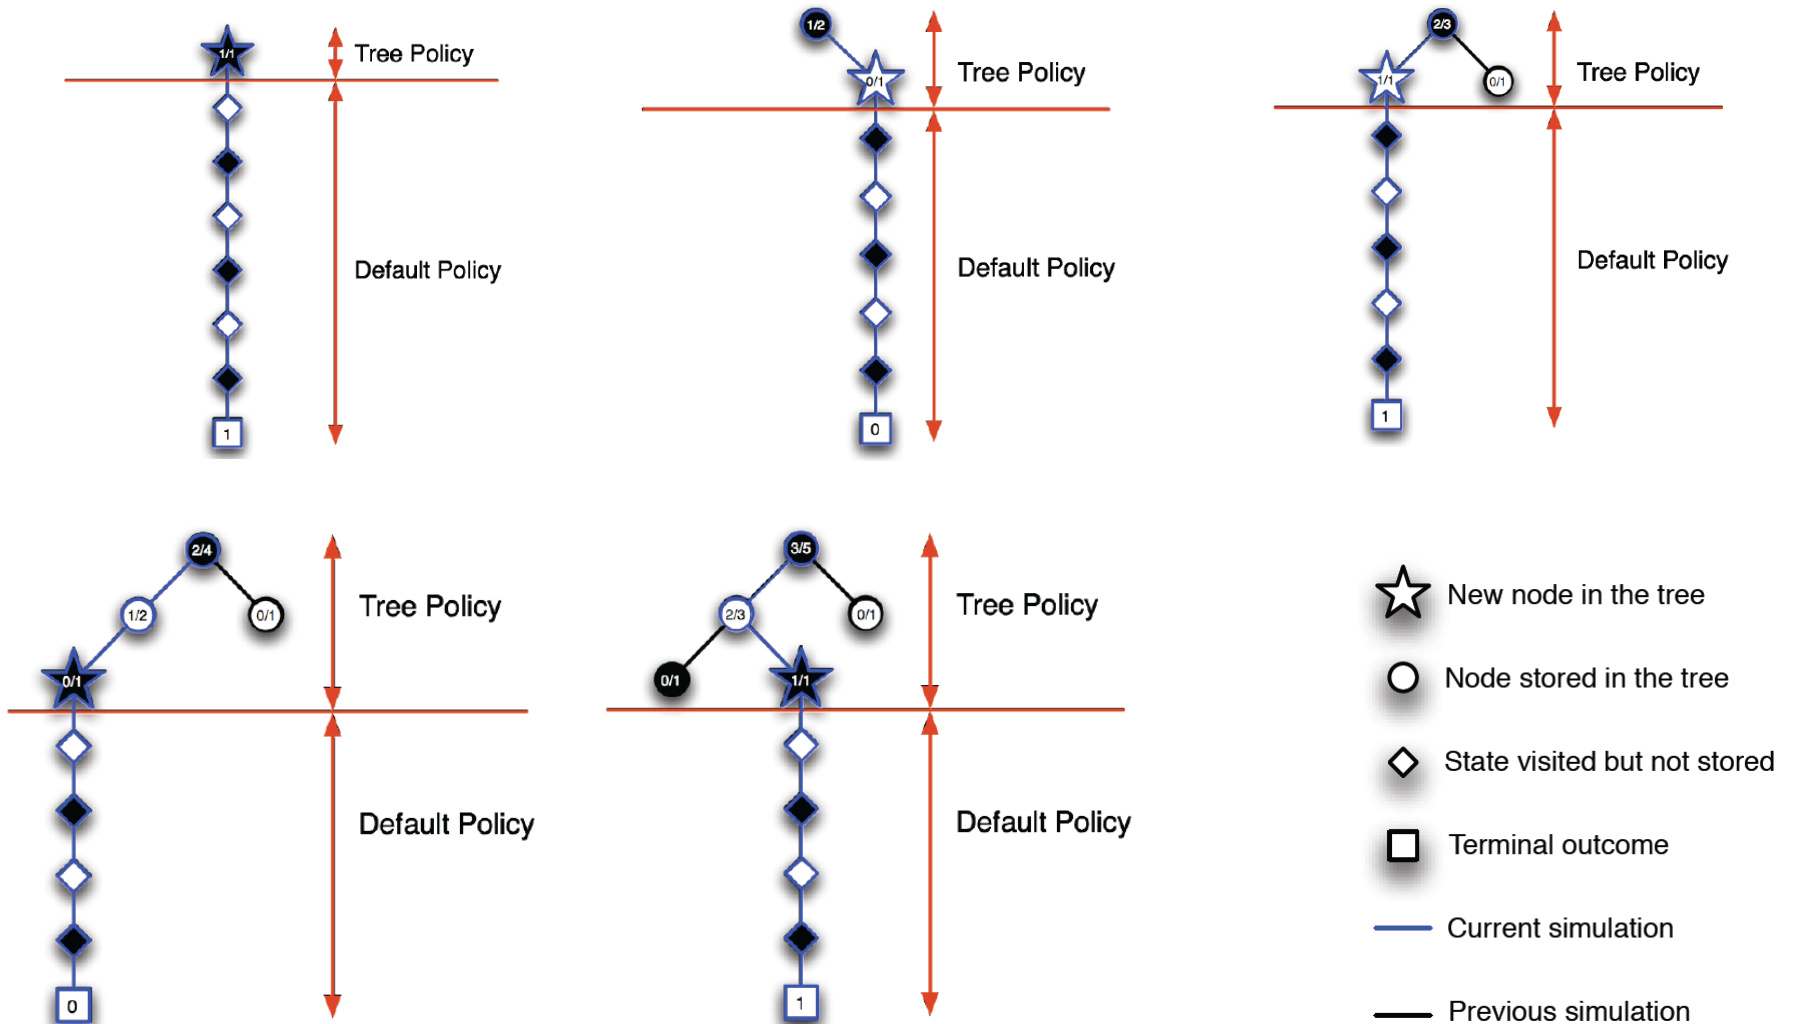 1/1
Tree Policy
Default Policy
1
1/2
0/1
Tree Policy
Default Policy
0
2/3
1/1
0/1
Tree Policy
Default Policy
1
2/4
1/2
0/1
0/1
Tree Policy
Default Policy
0
3/5
2/3
0/1
0/1
1/1
Tree Policy
Default Policy
1
New node in the tree
Node stored in the tree
State visited but not stored
Terminal outcome
Current simulation
Previous simulation